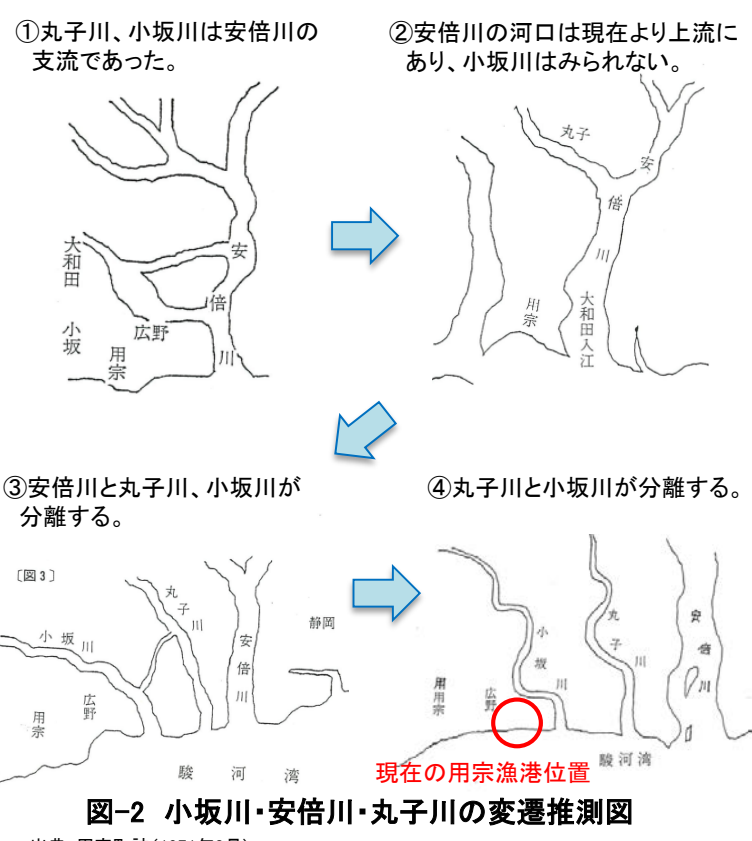 ①丸子川、小坂川は安倍川の
支流であった。
②安倍川の河口は現在より上流に
あり、小坂川はみられない。
大和田
小坂
用宗
広野
安
倍
川
丸子
安
倍
川
用宗
大和田入江
③安倍川と丸子川、小坂川が
分離する。
④丸子川と小坂川が分離する。
〔図3〕
小坂川
丸子川
安倍川
静岡
広野
用宗
駿河湾
小坂川
丸子川
安倍川
用宗
広野
駿河湾
現在の用宗漁港位置
図-2 小坂川・安倍川・丸子川の変遷推測図